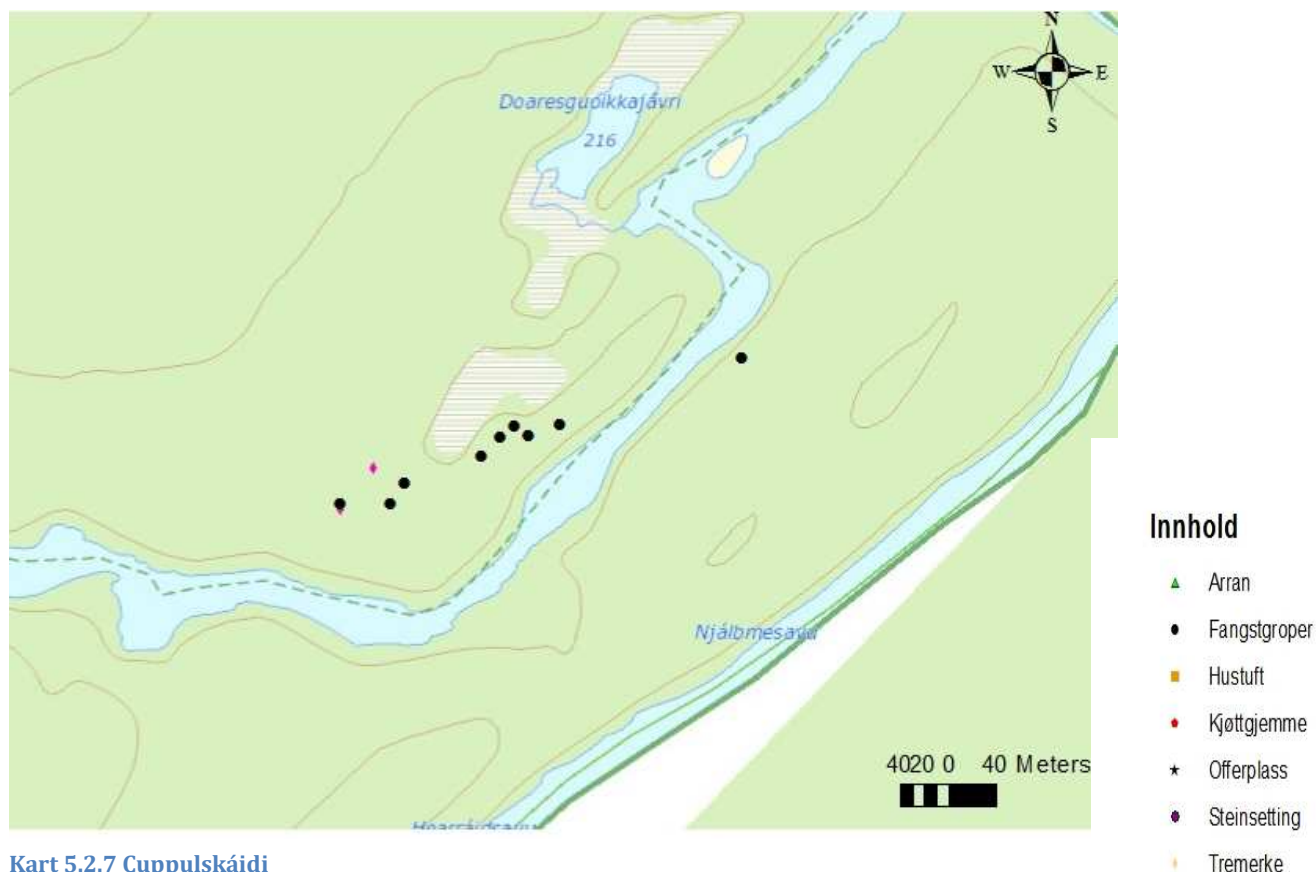 N
W E
S
Doaresguoikkajávri
216
Njálbmesavu
4020 0 40 Meters
Innhold
Arran
Fangstgroper
Hustuft
Kjøttgjemme
Offerplass
Steinsetting
Tremerke
Kart 5.2.7 Cuppulskáidi